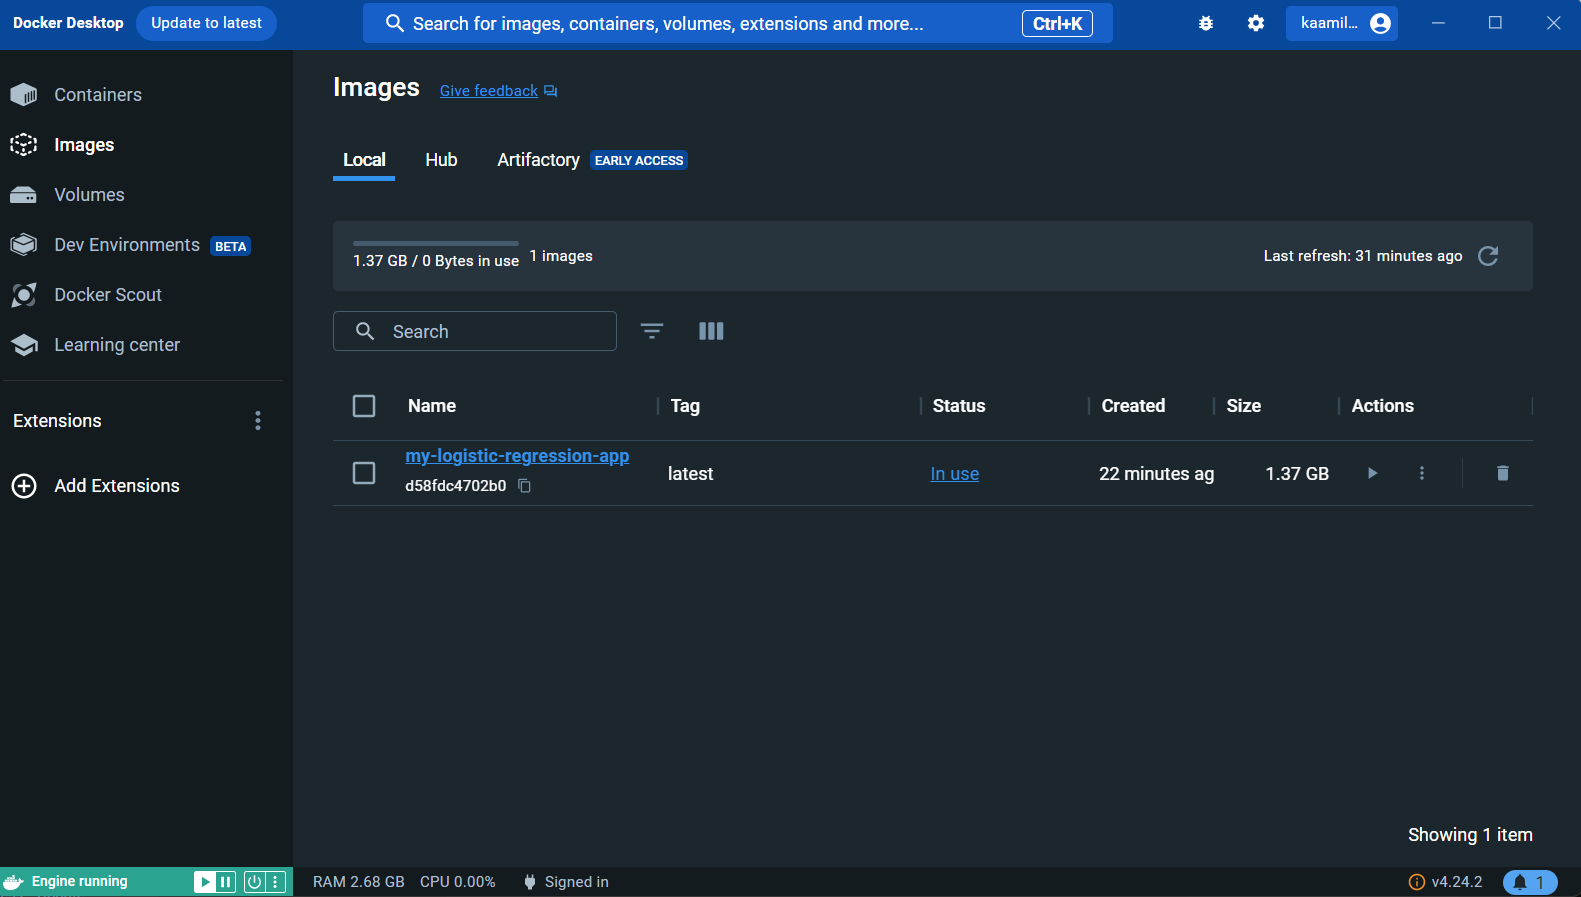 Docker Desktop
Update to latest
Search for images, containers, volumes, extensions and more...
Ctrl+K
kaamil...
Containers
Images
Volumes
Dev Environments BETA
Docker Scout
Learning center
Extensions
Add Extensions
Images
Give feedback
Local
Hub
Artifactory EARLY ACCESS
1.37 GB / 0 Bytes in use
1 images
Last refresh: 31 minutes ago
Search
Name
Tag
Status
Created
Size
Actions
my-logistic-regression-app
d58fdc4702b0
latest
In use
22 minutes ag
1.37 GB
Showing 1 item
Engine running
RAM 2.68 GB
CPU 0.00%
Signed in
v4.24.2
1